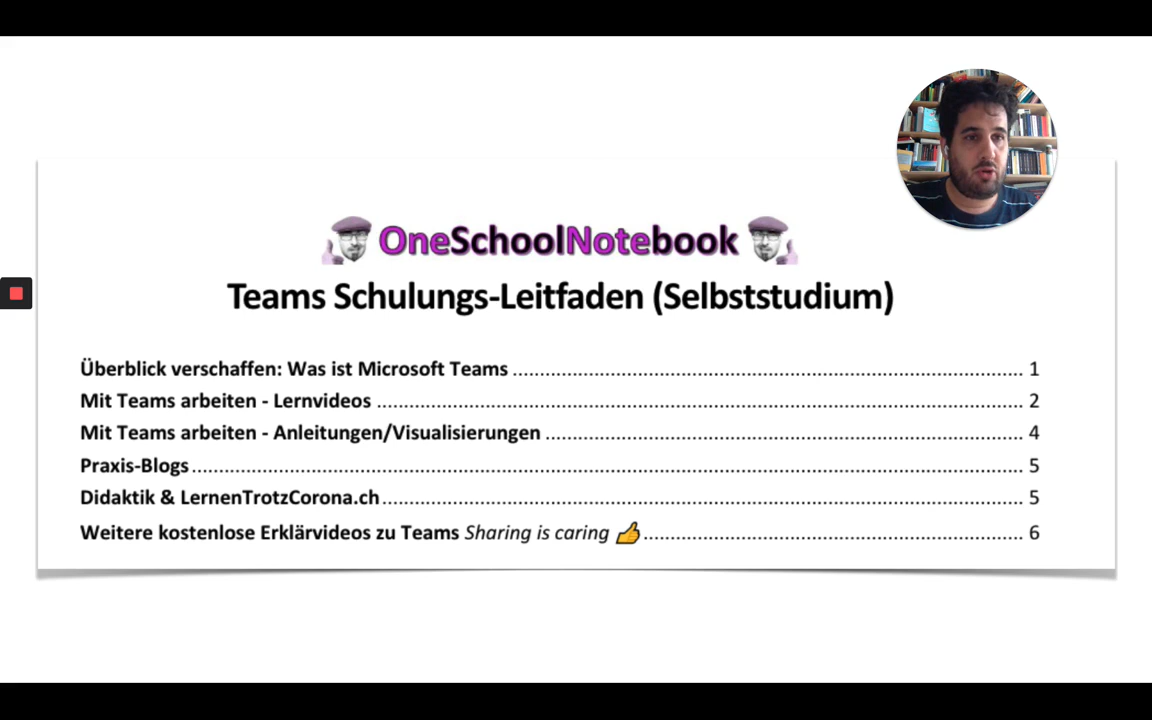 OneSchoolNotebook
Teams Schulungs-Leitfaden (Selbststudium)
Überblick verschaffen: Was ist Microsoft Teams ........ 1
Mit Teams arbeiten - Lernvideos ........ 2
Mit Teams arbeiten - Anleitungen/Visualisierungen ........ 4
Praxis-Blogs ........ 5
Didaktik & LernenTrotzCorona.ch ........ 5
Weitere kostenlose Erklärvideos zu Teams Sharing is caring 👍 ........ 6